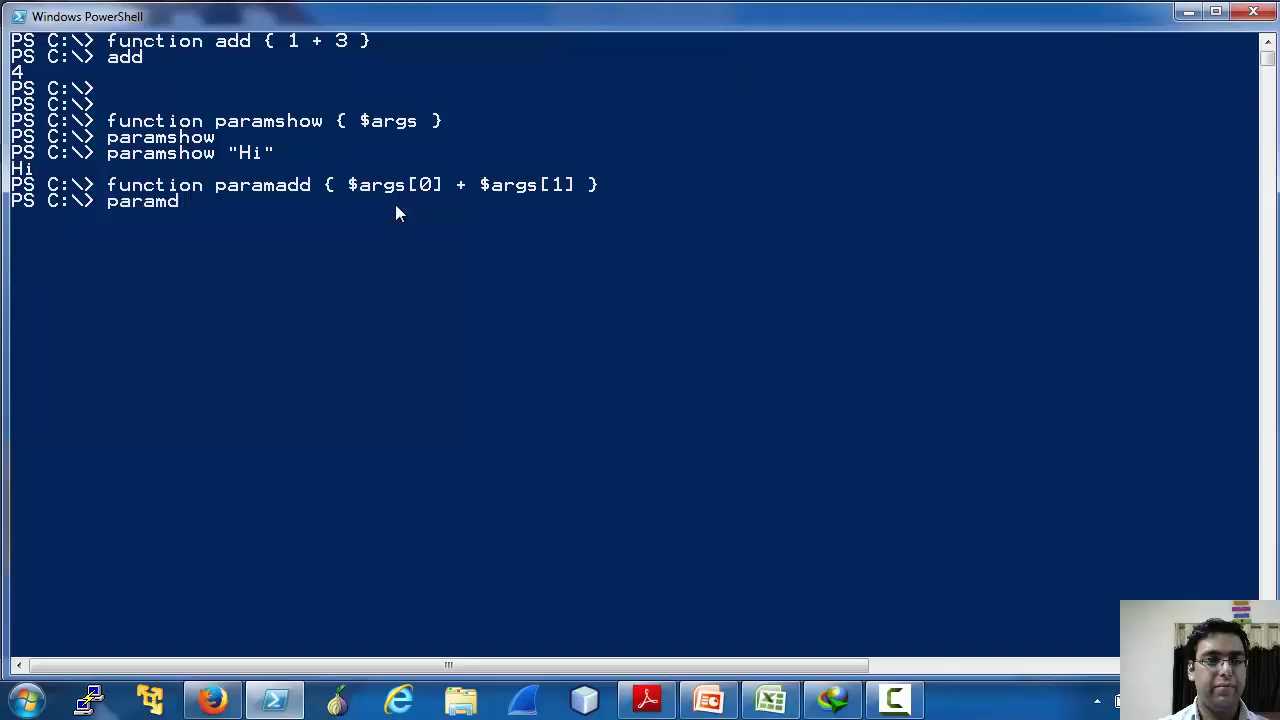 Windows PowerShell
PS C:\> function add { 1 + 3 }
PS C:\> add
4
PS C:\>
PS C:\>
PS C:\> function paramshow { $args }
PS C:\> paramshow
PS C:\> paramshow "Hi"
Hi
PS C:\> function paramadd { $args[0] + $args[1] }
PS C:\> paramd